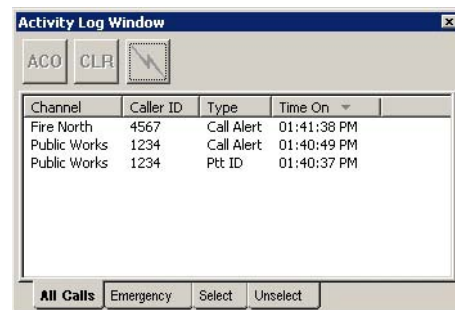 Activity Log Window
ACO CLR
Channel Caller ID Type Time On
Fire North 4567 Call Alert 01:41:38 PM
Public Works 1234 Call Alert 01:40:49 PM
Public Works 1234 Ptt ID 01:40:37 PM
All Calls Emergency Select Unselect